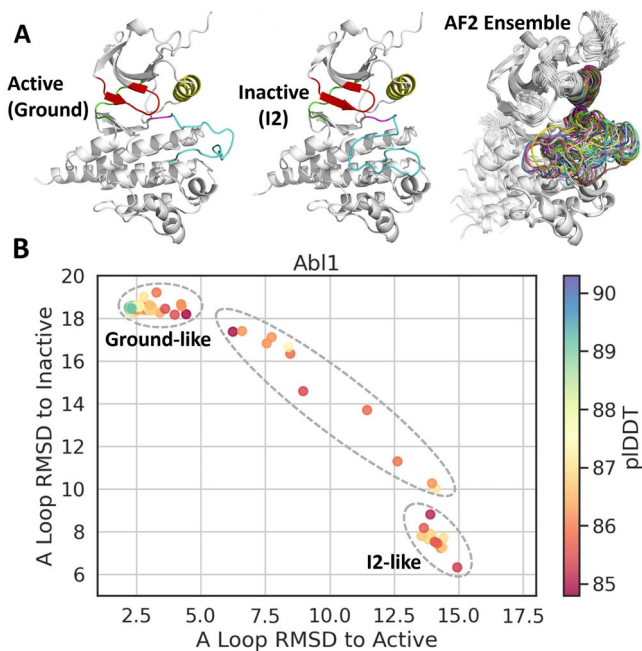 A
Active
(Ground)
Inactive
(I2)
AF2 Ensemble
B
Abl1
20
18
16
14
12
10
8
6
A Loop RMSD to Inactive
Ground-like
I2-like
2.5
5.0
7.5
10.0
12.5
15.0
17.5
A Loop RMSD to Active
90
89
88
87
86
85
plDDT